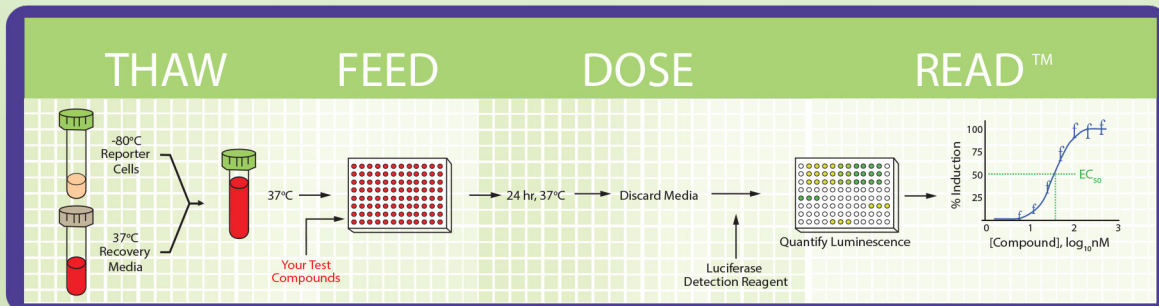 THAW
FEED
DOSE
READ™
-80°C
Reporter
Cells
37°C
Recovery
Media
37°C
Your Test
Compounds
24 hr, 37°C
Discard Media
Luciferase
Detection Reagent
Quantify Luminescence
% Induction
100
75
50
25
f f f f f f f
EC₅₀
0 1 2 3
[Compound], log₁₀nM